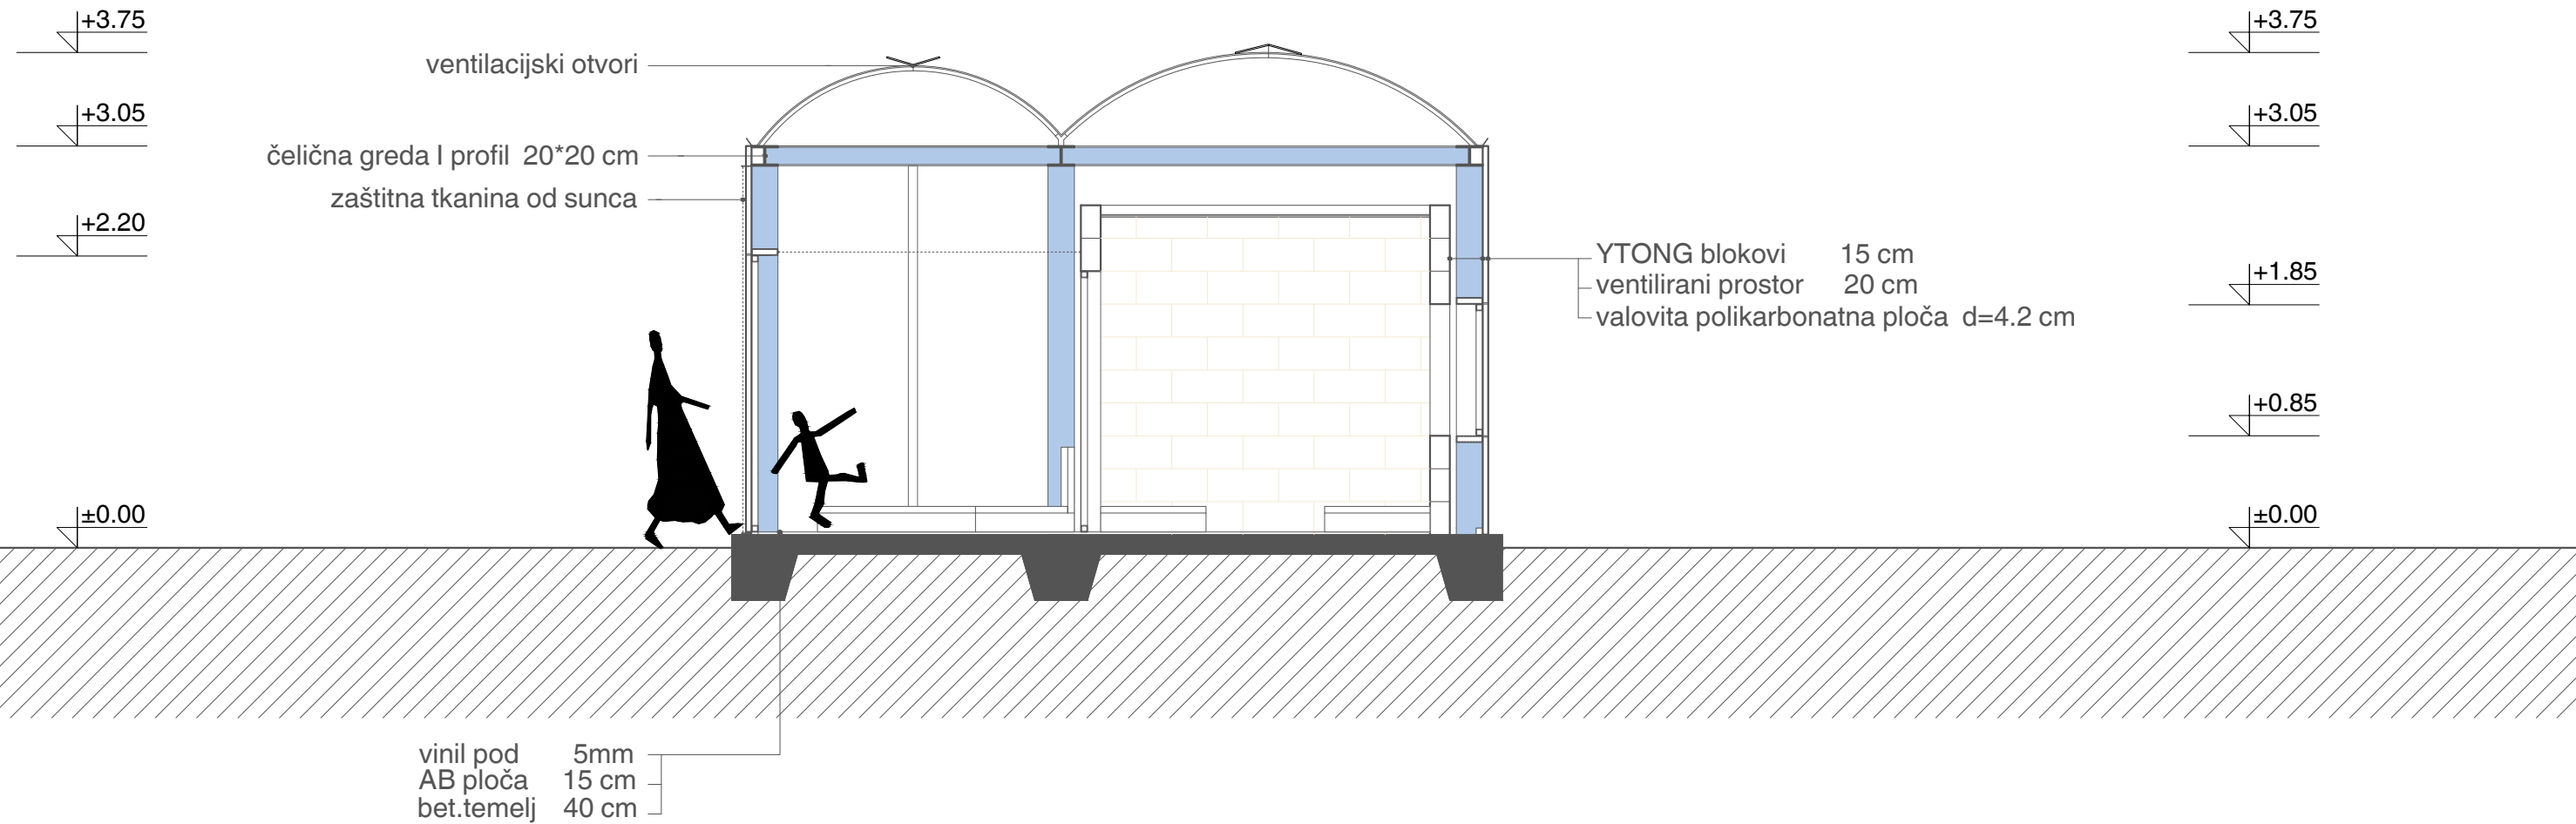 +3.75
+3.75
ventilacijski otvori
+3.05
+3.05
čelična greda I profil 20*20 cm
zaštitna tkanina od sunca
+2.20
YTONG blokovi 15 cm
ventilirani prostor 20 cm
+1.85
valovita polikarbonatna ploča d=4.2 cm
+0.85
±0.00
±0.00
vinil pod 5mm
AB ploča 15 cm
bet.temelj 40 cm